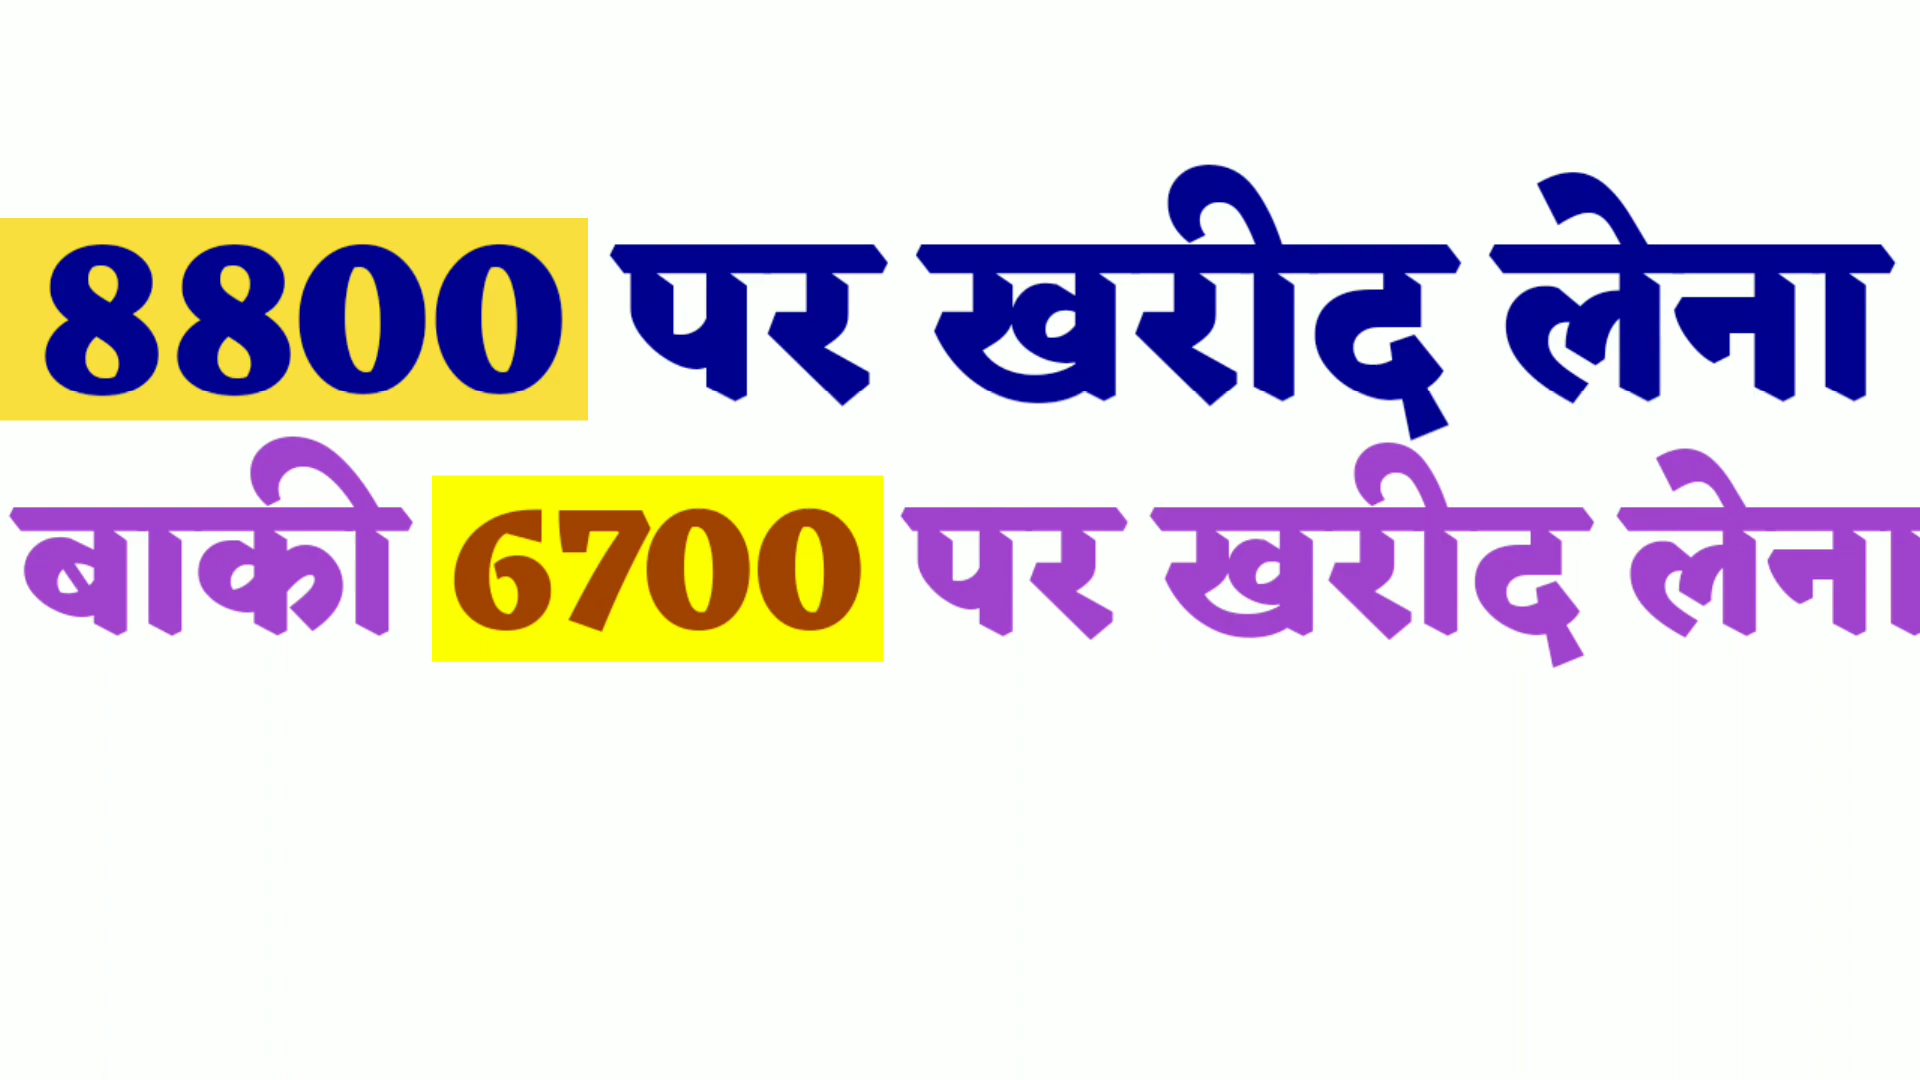 8800 पर खरीद लेना
बाकी 6700 पर खरीद लेना